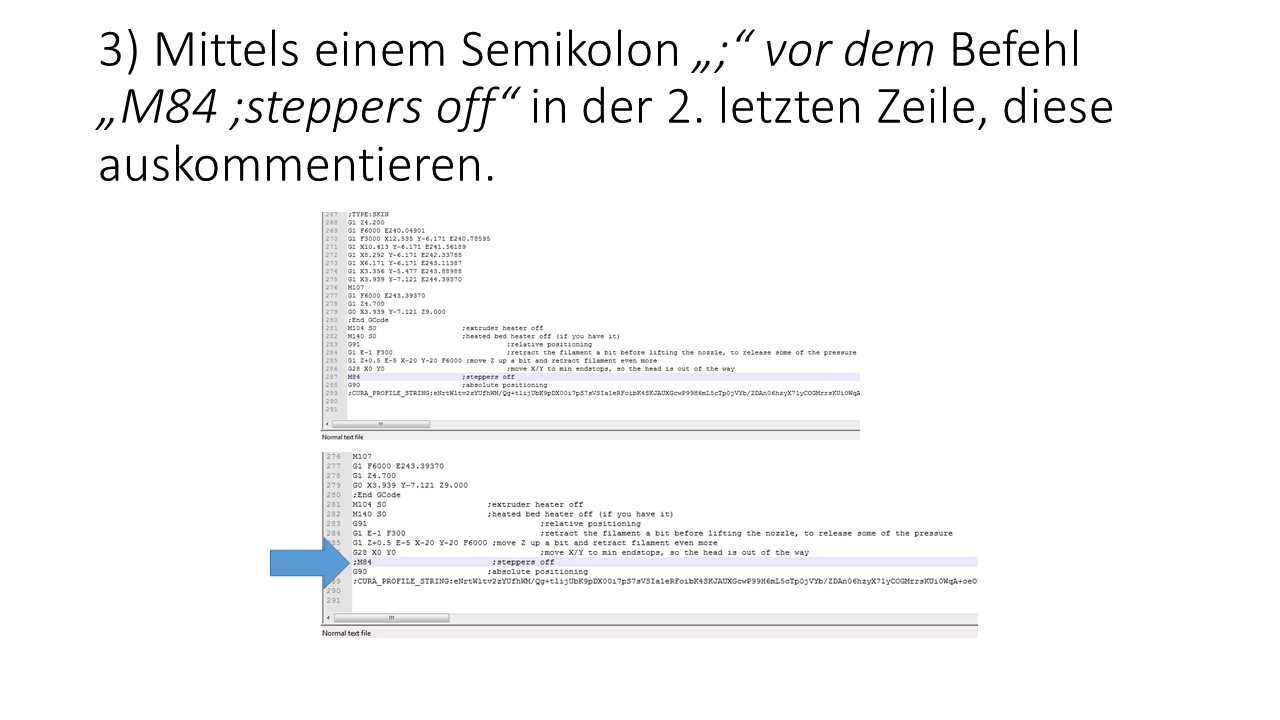 3) Mittels einem Semikolon „;“ vor dem Befehl
„M84 ;steppers off“ in der 2. letzten Zeile, diese
auskommentieren.
267 ;TYPE:SKIN
268 G1 Z4.200
269 G1 F6000 E240.04901
270 G1 F3000 X12.535 Y-6.171 E240.78595
271 G1 X10.413 Y-6.171 E241.56189
272 G1 X8.292 Y-6.171 E242.33788
273 G1 X6.171 Y-6.171 E243.11387
274 G1 X3.356 Y-5.477 E243.88988
275 G1 X3.939 Y-7.121 E244.39370
276 M107
277 G1 F6000 E243.39370
278 G1 Z4.700
279 G0 X3.939 Y-7.121 Z9.000
280 ;End GCode
281 M104 S0 ;extruder heater off
282 M140 S0 ;heated bed heater off (if you have it)
283 G91 ;relative positioning
284 G1 E-1 F300 ;retract the filament a bit before lifting the nozzle, to release some of the pressure
285 G1 Z+0.5 E-5 X-20 Y-20 F6000 ;move Z up a bit and retract filament even more
286 G28 X0 Y0 ;move X/Y to min endstops, so the head is out of the way
287 M84 ;steppers off
288 G90 ;absolute positioning
289 ;CURA_PROFILE_STRING:
290
291
Normal text file
276 M107
277 G1 F6000 E243.39370
278 G1 Z4.700
279 G0 X3.939 Y-7.121 Z9.000
280 ;End GCode
281 M104 S0 ;extruder heater off
282 M140 S0 ;heated bed heater off (if you have it)
283 G91 ;relative positioning
284 G1 E-1 F300 ;retract the filament a bit before lifting the nozzle, to release some of the pressure
85 G1 Z+0.5 E-5 X-20 Y-20 F6000 ;move Z up a bit and retract filament even more
G28 X0 Y0 ;move X/Y to min endstops, so the head is out of the way
;M84 ;steppers off
G90 ;absolute positioning
89 ;CURA_PROFILE_STRING:
290
291
Normal text file